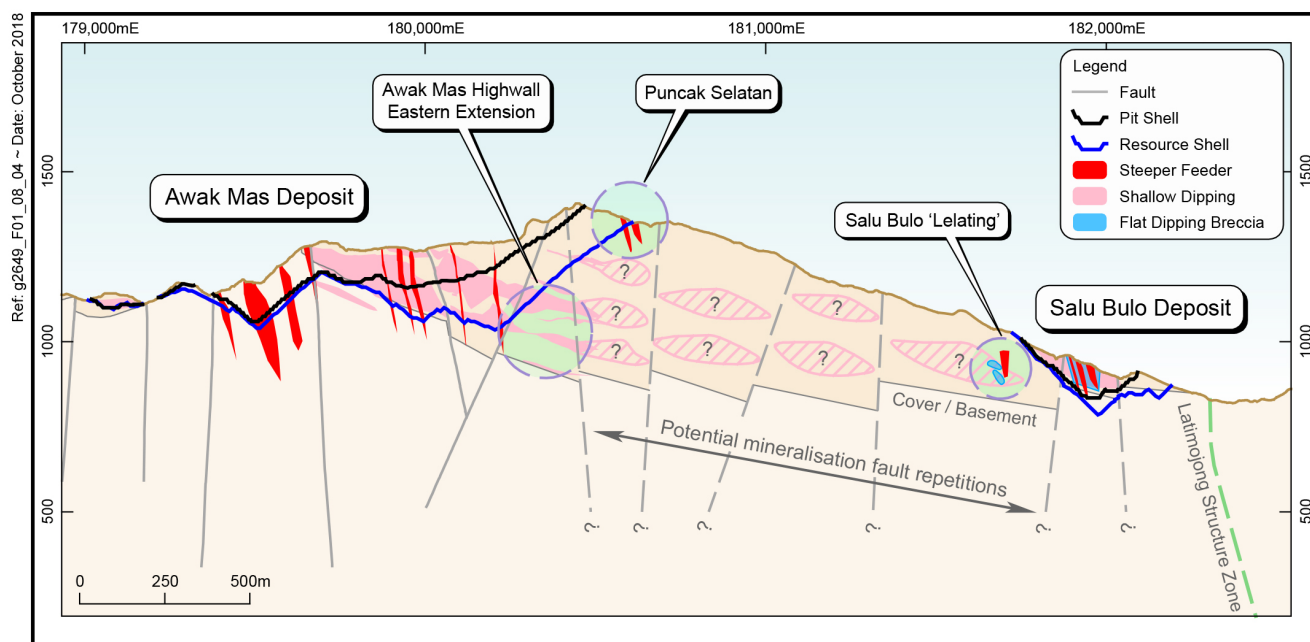 Ref: g2649_F01_08_04 ~ Date: October 2018
179,000mE
180,000mE
181,000mE
182,000mE
1500
1000
500
1500
1000
500
Awak Mas Deposit
Awak Mas Highwall
Eastern Extension
Puncak Selatan
Salu Bulo 'Lelating'
Salu Bulo Deposit
Legend
Fault
Pit Shell
Resource Shell
Steeper Feeder
Shallow Dipping
Flat Dipping Breccia
?
?
?
?
?
?
?
?
Cover / Basement
Potential mineralisation fault repetitions
Latimojong Structure Zone
?
?
?
?
?
?
0
250
500m